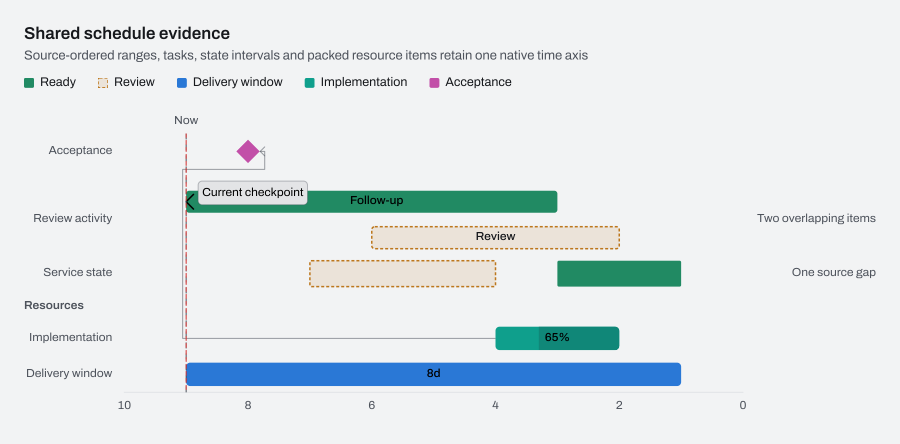 Shared schedule evidence
Source-ordered ranges, tasks, state intervals and packed resource items retain one native time axis
Ready Review Delivery window Implementation Acceptance
Now
Acceptance
Current checkpoint
Follow-up
Review activity Two overlapping items
Review
Service state One source gap
Resources
Implementation 65%
Delivery window 8d
10 8 6 4 2 0